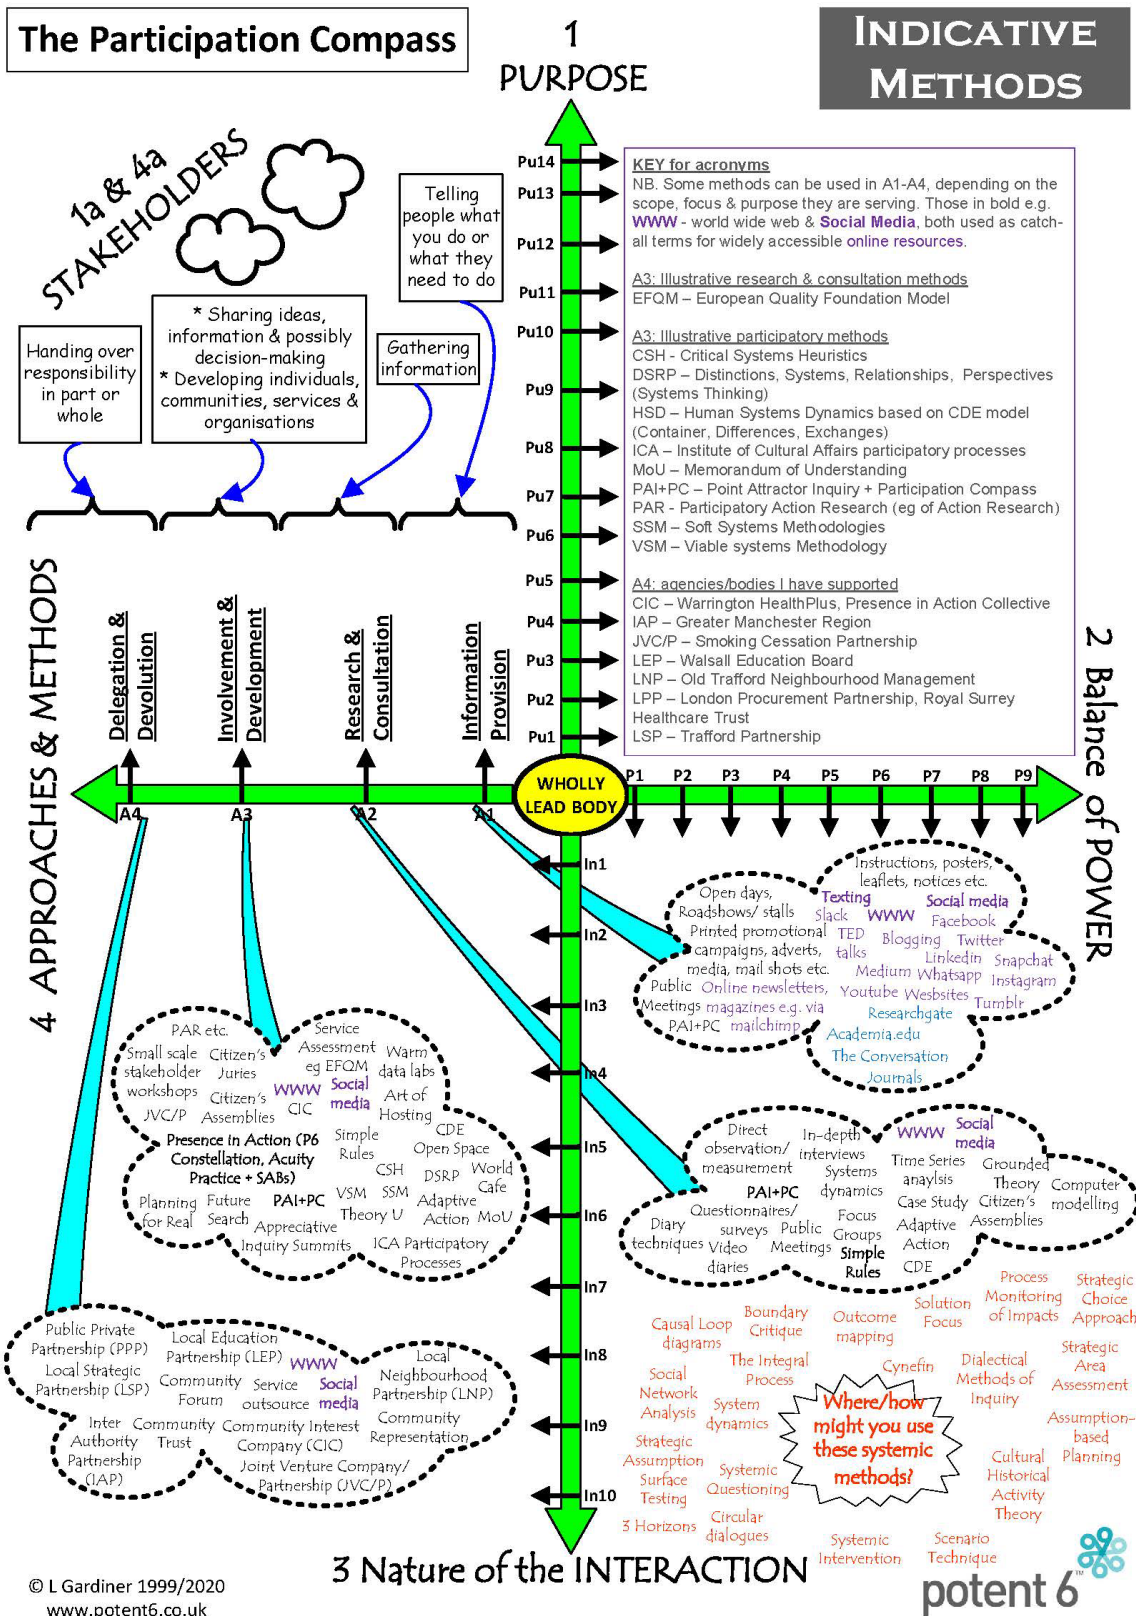 The Participation Compass
1
PURPOSE
INDICATIVE
METHODS
1a & 4a
STAKEHOLDERS
Telling
people what
you do or
what they
need to do
* Sharing ideas,
information & possibly
decision-making
* Developing individuals,
communities, services &
organisations
Gathering
information
Handing over
responsibility
in part or
whole
Pu14
Pu13
Pu12
Pu11
Pu10
Pu9
Pu8
Pu7
Pu6
Pu5
Pu4
Pu3
Pu2
Pu1
KEY for acronyms
NB. Some methods can be used in A1-A4, depending on the
scope, focus & purpose they are serving. Those in bold e.g.
WWW - world wide web & Social Media, both used as catch-
all terms for widely accessible online resources.
A3: Illustrative research & consultation methods
EFQM – European Quality Foundation Model
A3: Illustrative participatory methods
CSH - Critical Systems Heuristics
DSRP – Distinctions, Systems, Relationships, Perspectives
(Systems Thinking)
HSD – Human Systems Dynamics based on CDE model
(Container, Differences, Exchanges)
ICA – Institute of Cultural Affairs participatory processes
MoU – Memorandum of Understanding
PAI+PC – Point Attractor Inquiry + Participation Compass
PAR - Participatory Action Research (eg of Action Research)
SSM – Soft Systems Methodologies
VSM – Viable systems Methodology
A4: agencies/bodies I have supported
CIC – Warrington HealthPlus, Presence in Action Collective
IAP – Greater Manchester Region
JVC/P – Smoking Cessation Partnership
LEP – Walsall Education Board
LNP – Old Trafford Neighbourhood Management
LPP – London Procurement Partnership, Royal Surrey
Healthcare Trust
LSP – Trafford Partnership
4 APPROACHES & METHODS
Delegation &
Devolution
Involvement &
Development
Research &
Consultation
Information
Provision
2 Balance of POWER
WHOLLY
LEAD BODY
P1 P2 P3 P4 P5 P6 P7 P8 P9
A4 A3 A2 A1
In1
In2
In3
In4
In5
In6
In7
In8
In9
In10
Instructions, posters,
leaflets, notices etc.
Open days,
Roadshows/ stalls
Printed promotional
campaigns, adverts,
media, mail shots etc.
Public
Meetings
Online newsletters,
magazines e.g. via
mailchimp
PAI+PC
Texting
Social media
Slack
WWW
Facebook
TED
talks
Blogging
Twitter
Linkedin
Snapchat
Medium
Whatsapp
Instagram
Youtube
Wesbsites
Tumblr
Researchgate
Academia.edu
The Conversation
Journals
PAR etc.
Service
Assessment
eg EFQM
Small scale
stakeholder
workshops
Citizen's
Juries
Warm
data labs
WWW
Social
media
JVC/P
Citizen's
Assemblies
CIC
Art of
Hosting
Presence in Action (P6
Constellation, Acuity
Practice + SABs)
Simple
Rules
CDE
Open Space
CSH
DSRP
World
Cafe
Planning
for Real
Future
Search
PAI+PC
VSM
SSM
Theory U
Adaptive
Action
MoU
Appreciative
Inquiry Summits
ICA Participatory
Processes
Direct
observation/
measurement
In-depth
interviews
WWW
Social
media
Systems
dynamics
Time Series
anaylsis
Grounded
Theory
Computer
modelling
PAI+PC
Questionnaires/
surveys
Case Study
Citizen's
Assemblies
Diary
techniques
Video
diaries
Public
Meetings
Focus
Groups
Simple
Rules
Adaptive
Action
CDE
Public Private
Partnership (PPP)
Local Education
Partnership (LEP)
WWW
Local
Neighbourhood
Partnership (LNP)
Local Strategic
Partnership (LSP)
Community
Forum
Service
outsource
Social
media
Inter
Authority
Partnership
(IAP)
Community
Trust
Community Interest
Company (CIC)
Community
Representation
Joint Venture Company/
Partnership (JVC/P)
Process
Monitoring
of Impacts
Strategic
Choice
Approach
Causal Loop
diagrams
Boundary
Critique
Outcome
mapping
Solution
Focus
Strategic
Area
Assessment
Social
Network
Analysis
The Integral
Process
Cynefin
Dialectical
Methods of
Inquiry
System
dynamics
Where/how
might you use
these systemic
methods?
Assumption-
based
Planning
Strategic
Assumption
Surface
Testing
Systemic
Questioning
Cultural
Historical
Activity
Theory
3 Horizons
Circular
dialogues
Systemic
Intervention
Scenario
Technique
3 Nature of the INTERACTION
© L Gardiner 1999/2020
www.potent6.co.uk
potent 6™